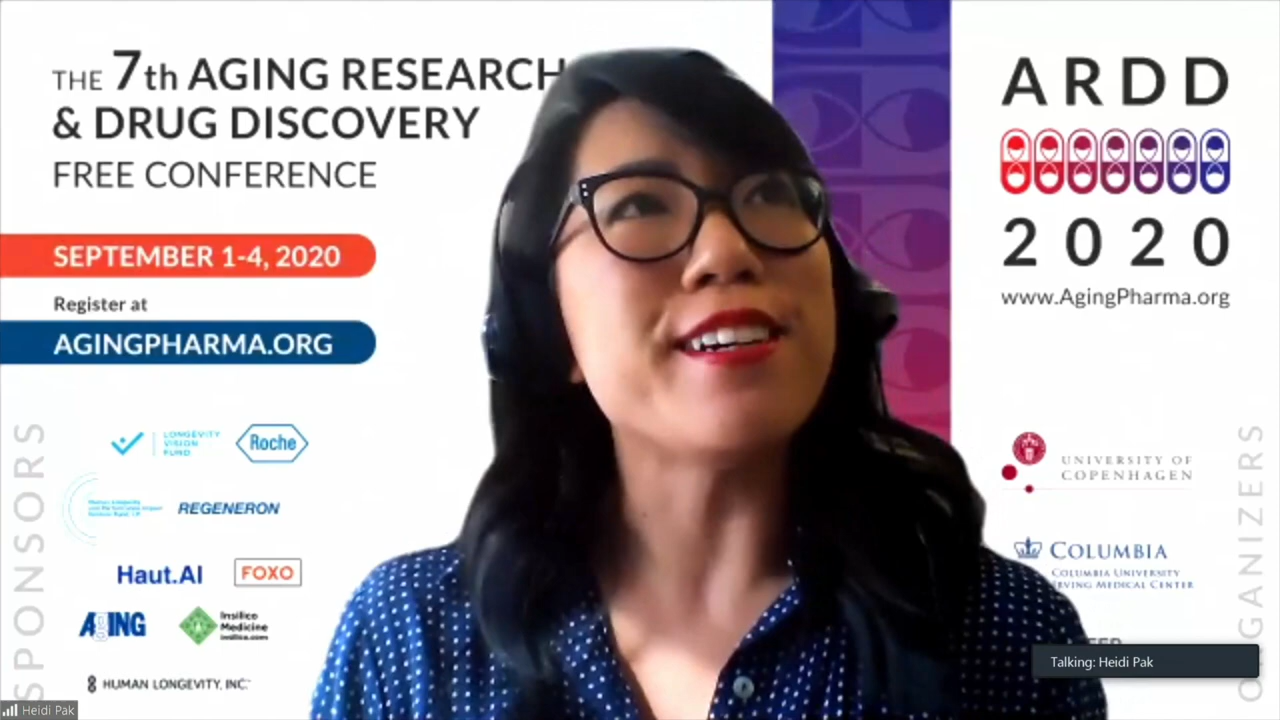 THE 7th AGING RESEARCH
& DRUG DISCOVERY
FREE CONFERENCE
SEPTEMBER 1-4, 2020
Register at
AGINGPHARMA.ORG
SPONSORS
LONGEVITY
VISION
FUND
Roche
REGENERON
Haut.AI
FOXO
AGING
Insilico
Medicine
insilico.com
HUMAN LONGEVITY, INC.
Heidi Pak
ARDD
2020
www.AgingPharma.org
UNIVERSITY OF
COPENHAGEN
COLUMBIA
COLUMBIA UNIVERSITY
IRVING MEDICAL CENTER
ORGANIZERS
Talking: Heidi Pak